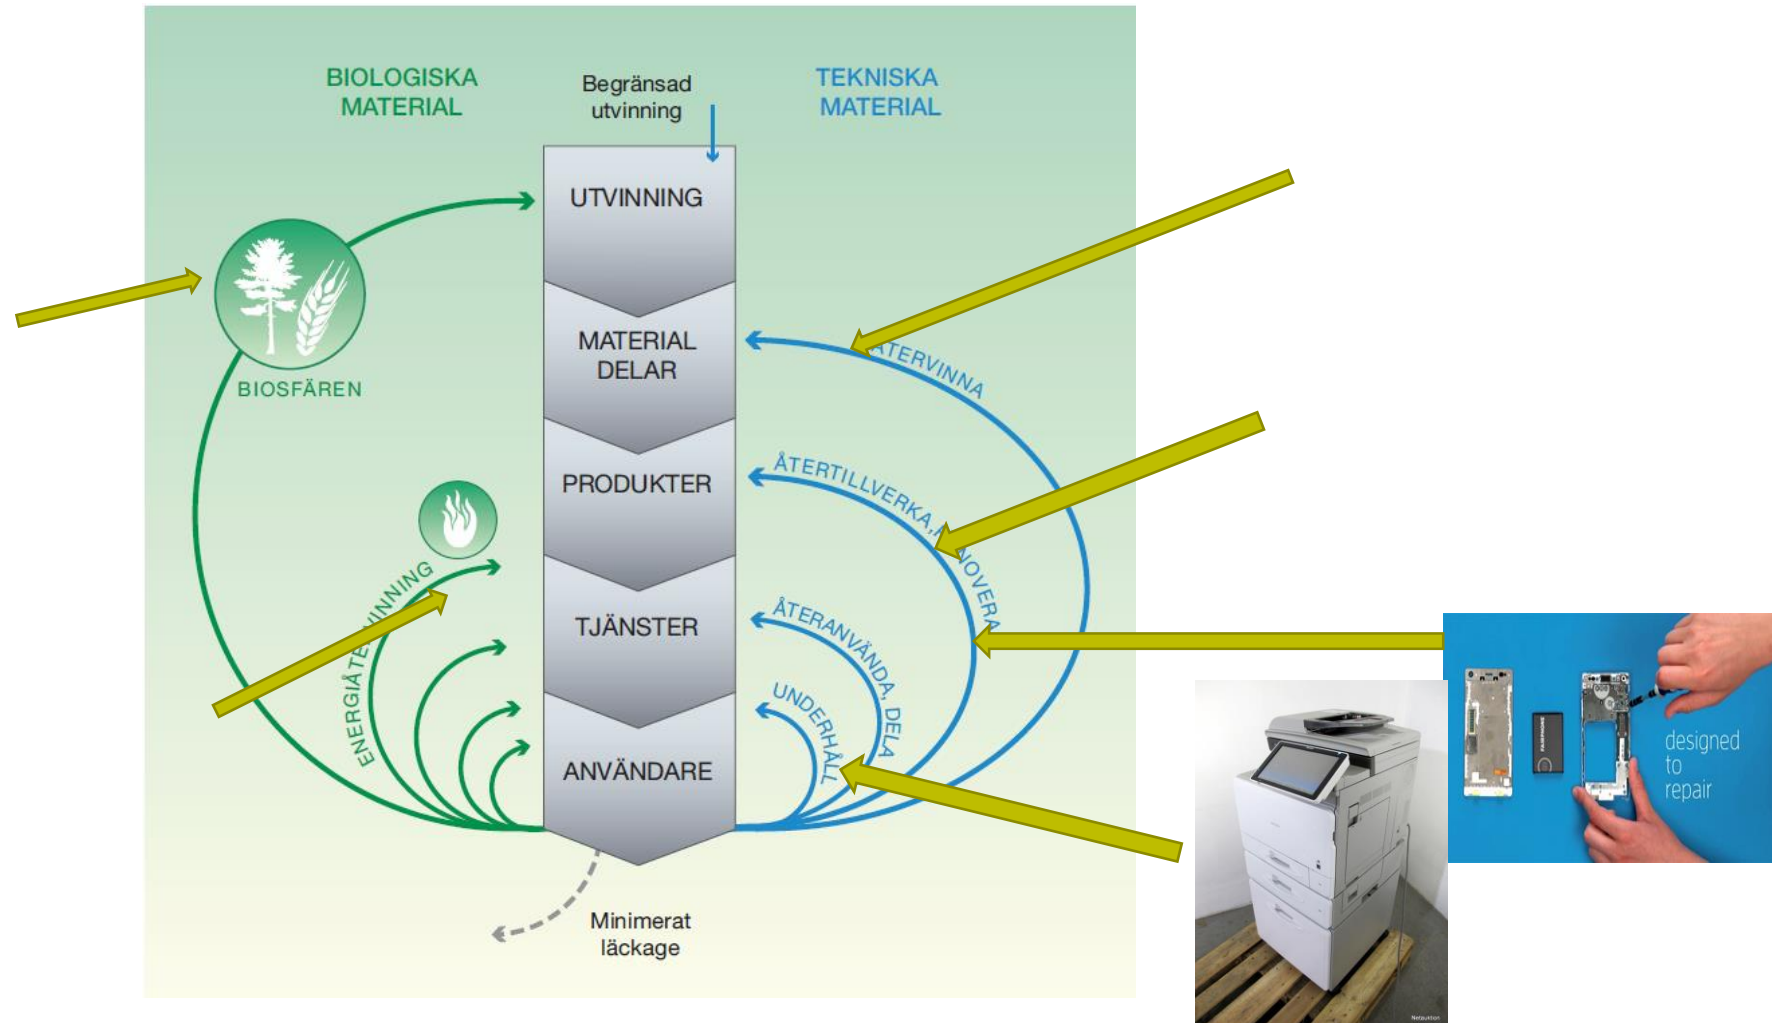 BIOLOGISKA
MATERIAL
Begränsad
utvinning
TEKNISKA
MATERIAL
UTVINNING
MATERIAL
DELAR
PRODUKTER
TJÄNSTER
ANVÄNDARE
BIOSFÄREN
ÅTERTILLVERKA,
ÅTERANVÄNDA, DELA
UNDERHÅLL
Minimerat
läckage
designed
to
repair
FAIRPHONE